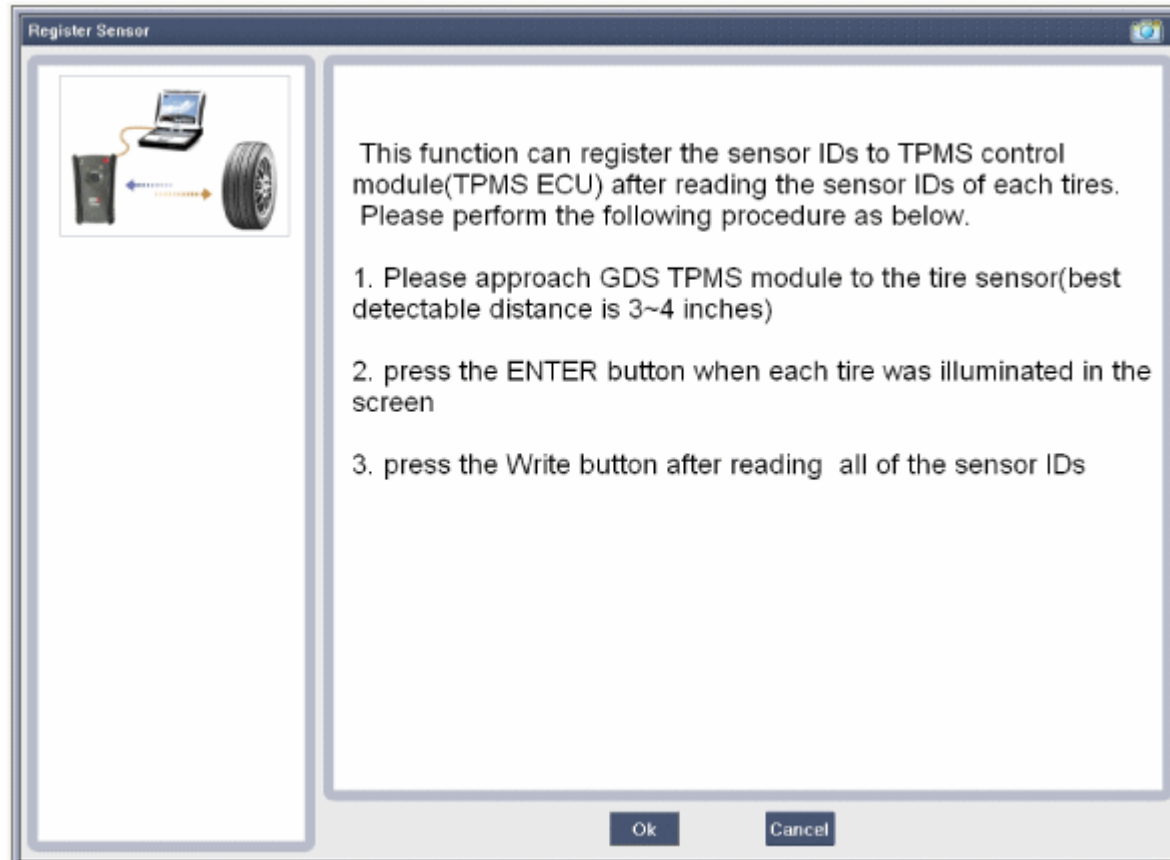 Register Sensor
This function can register the sensor IDs to TPMS control
module(TPMS ECU) after reading the sensor IDs of each tires.
Please perform the following procedure as below.
1. Please approach GDS TPMS module to the tire sensor(best
detectable distance is 3~4 inches)
2. press the ENTER button when each tire was illuminated in the
screen
3. press the Write button after reading  all of the sensor IDs
Ok
Cancel